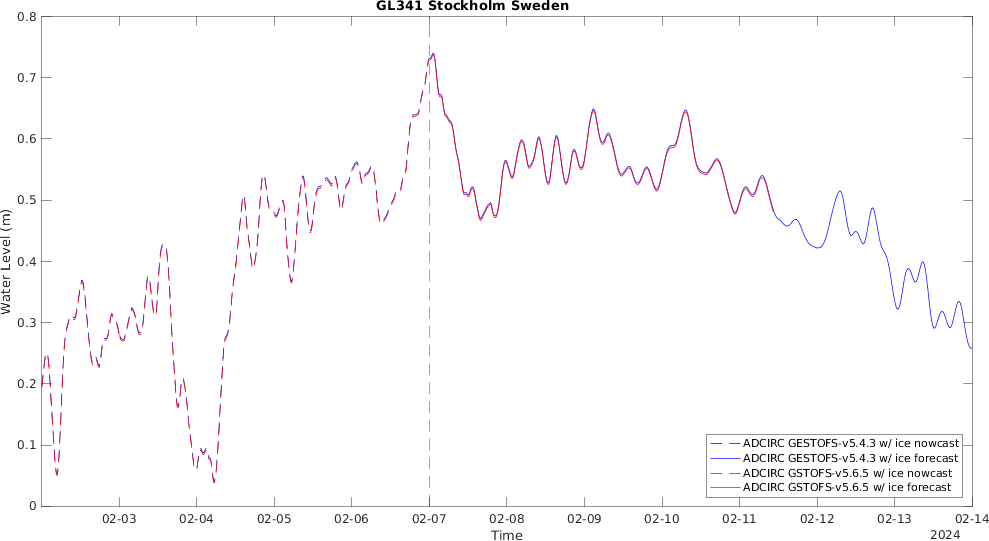 GL341 Stockholm Sweden
0.8
0.7
0.6
0.5
0.4
0.3
0.2
0.1
0
Water Level (m)
ADCIRC GESTOFS-v5.4.3 w/ ice nowcast
ADCIRC GESTOFS-v5.4.3 w/ ice forecast
ADCIRC GSTOFS-v5.6.5 w/ ice nowcast
ADCIRC GSTOFS-v5.6.5 w/ ice forecast
02-03 02-04 02-05 02-06 02-07 02-08 02-09 02-10 02-11 02-12 02-13 02-14
Time
2024